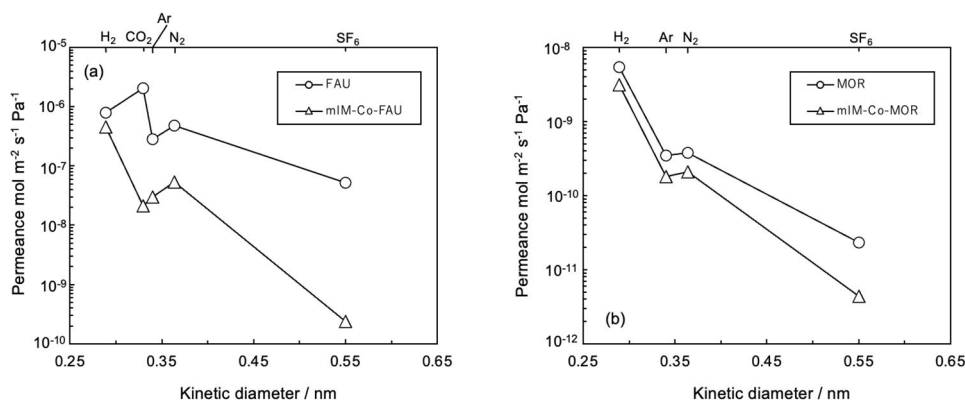 Ar
H₂ CO₂ N₂ SF₆
10⁻⁵
(a)
FAU
mIM-Co-FAU
10⁻⁶
10⁻⁷
10⁻⁸
10⁻⁹
10⁻¹⁰
Permeance mol m⁻² s⁻¹ Pa⁻¹
0.25 0.35 0.45 0.55 0.65
Kinetic diameter / nm
H₂ Ar N₂ SF₆
10⁻⁸
MOR
mIM-Co-MOR
10⁻⁹
10⁻¹⁰
10⁻¹¹
(b)
10⁻¹²
Permeance mol m⁻² s⁻¹ Pa⁻¹
0.25 0.35 0.45 0.55 0.65
Kinetic diameter / nm